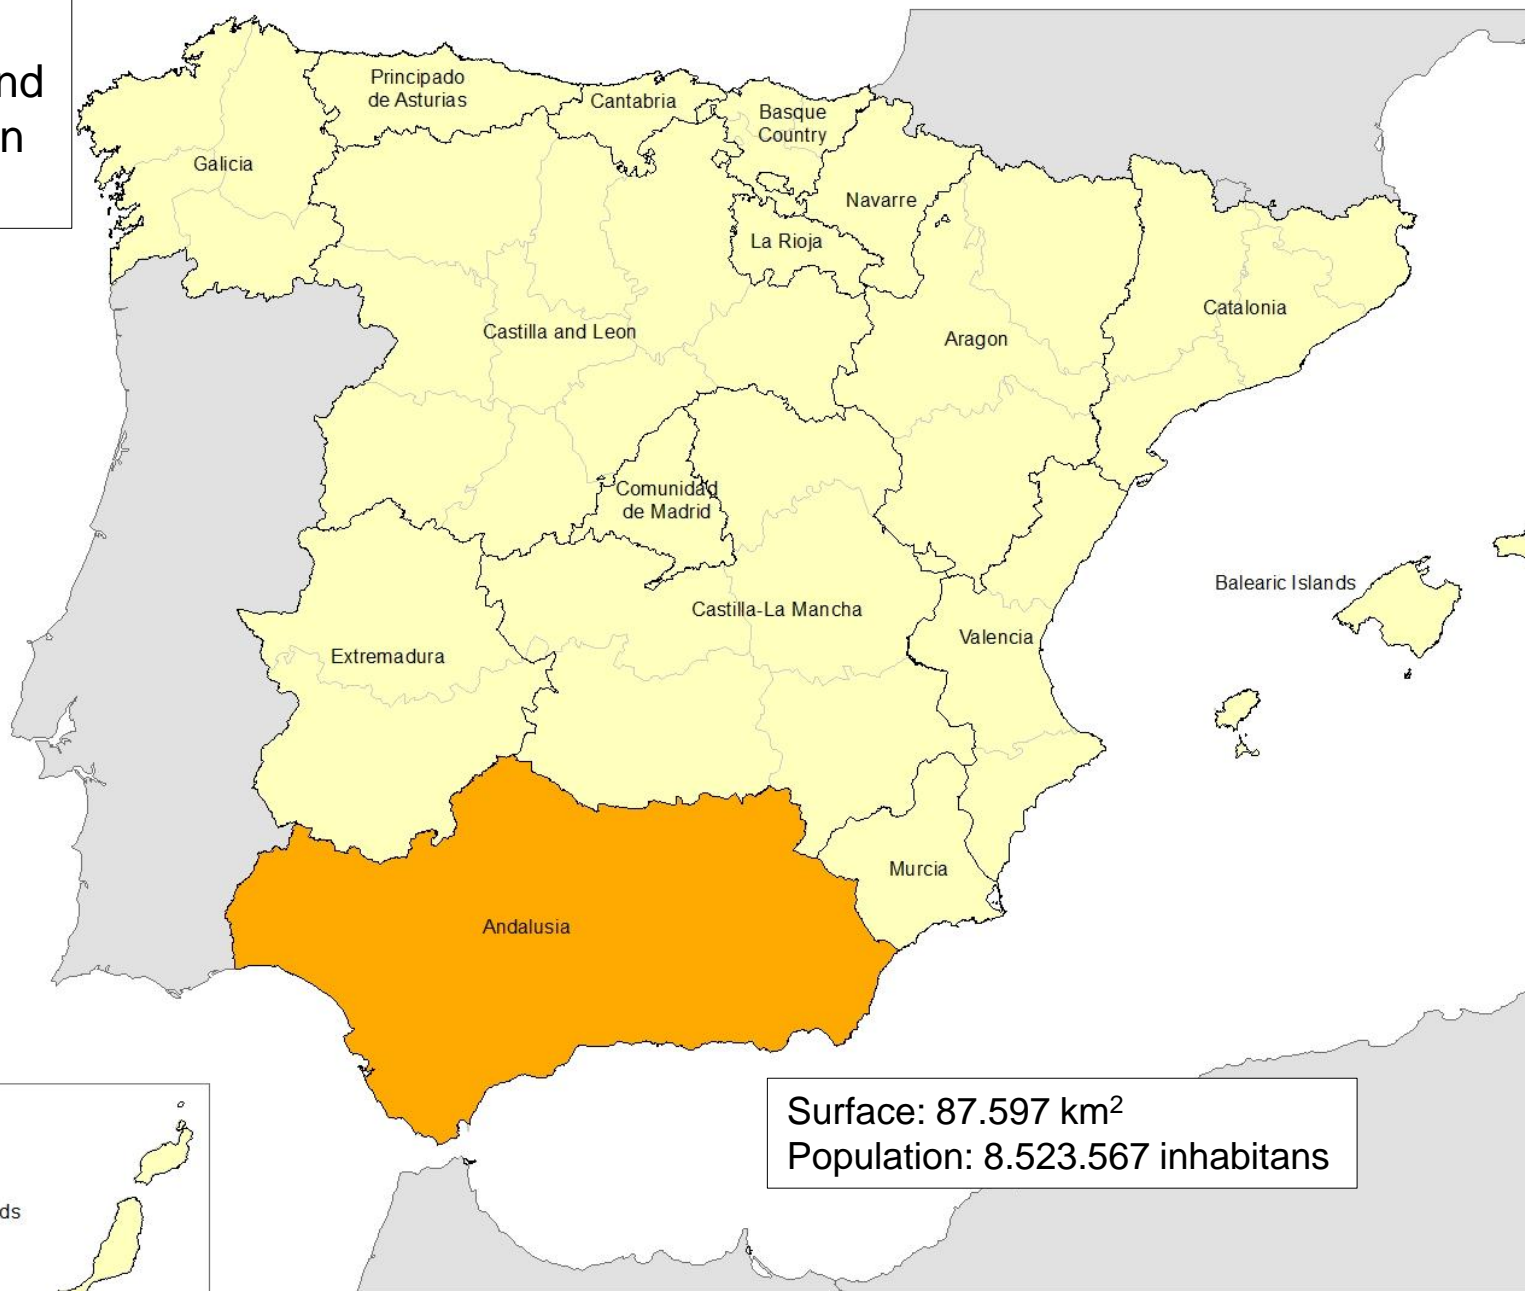 nd
n
Principado
de Asturias
Cantabria
Basque
Country
Galicia
Navarre
La Rioja
Castilla and Leon
Aragon
Catalonia
Comunidad
de Madrid
Balearic Islands
Castilla-La Mancha
Valencia
Extremadura
Murcia
Andalusia
Surface: 87.597 km²
Population: 8.523.567 inhabitans
ds